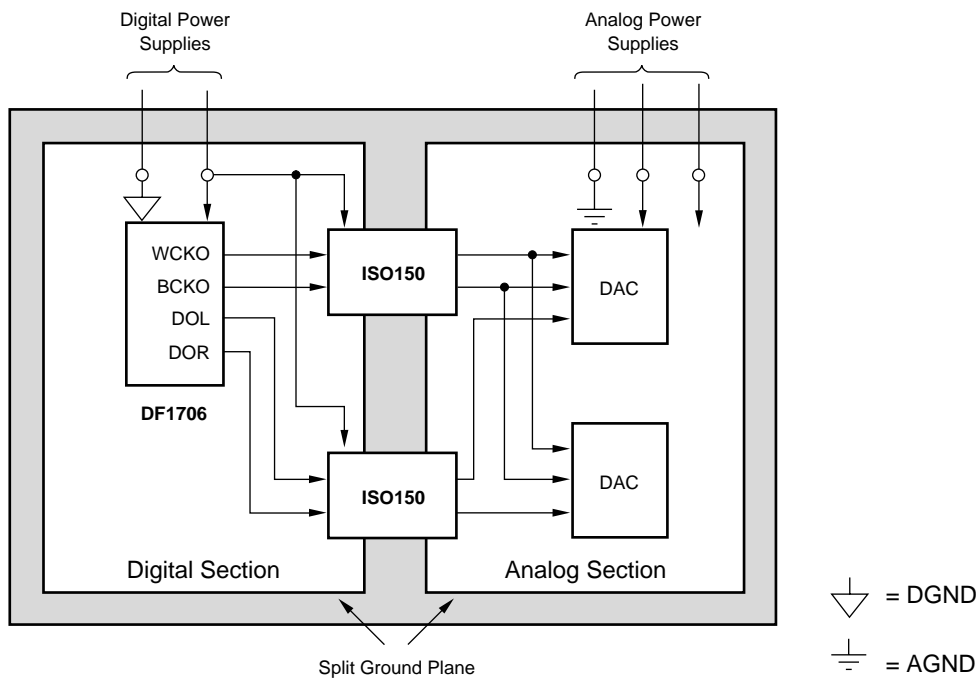 Digital Power
Supplies
Analog Power
Supplies
WCKO
BCKO
DOL
DOR
DF1706
ISO150
DAC
ISO150
DAC
Digital Section
Analog Section
Split Ground Plane
= DGND
= AGND